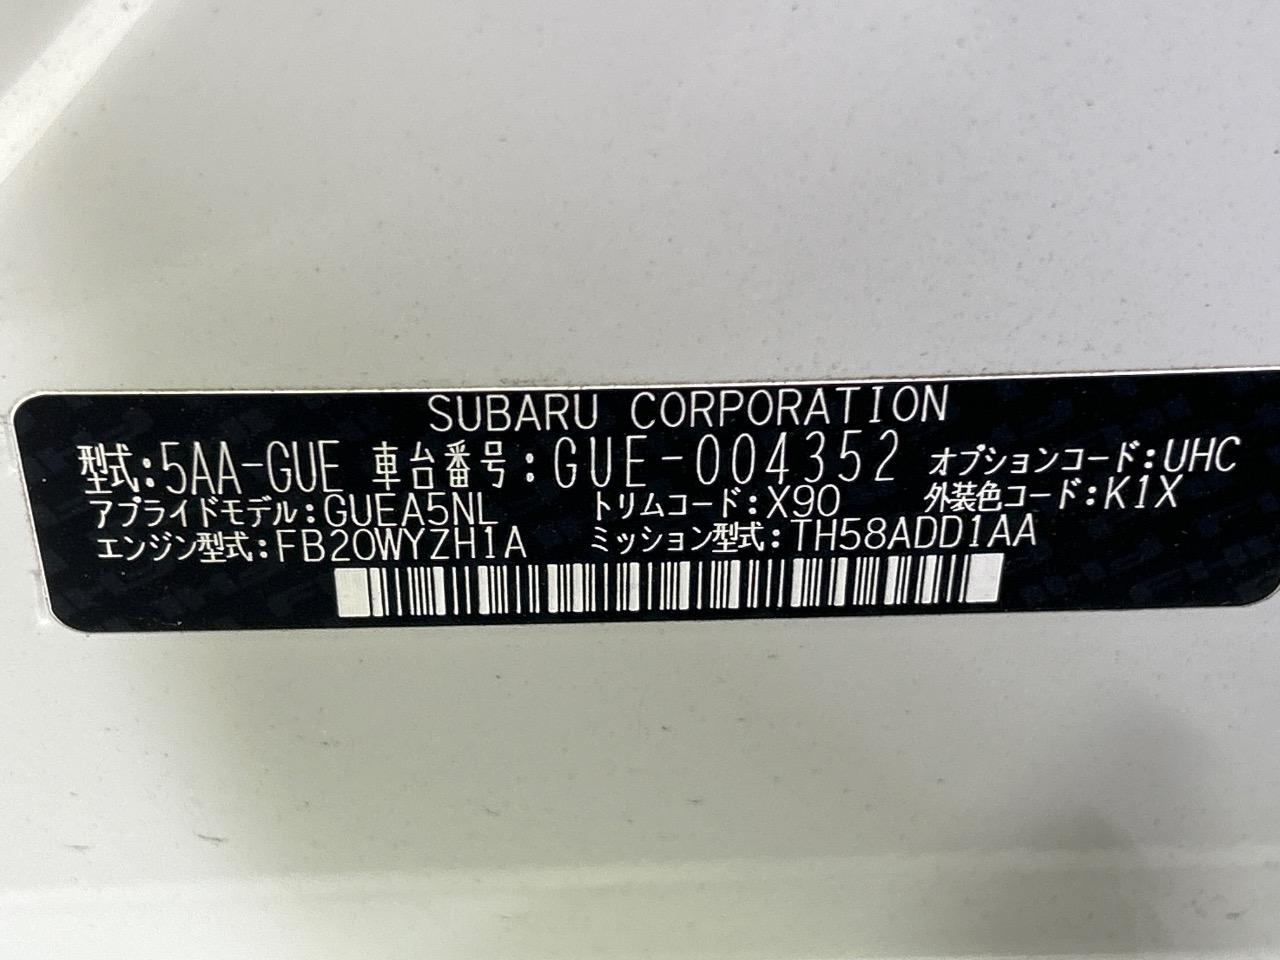 SUBARU CORPORATION
型式:5AA-GUE 車台番号:GUE-004352 オプションコード:UHC
アプライドモデル:GUEA5NL トリムコード:X90 外装色コード:K1X
エンジン型式:FB20WYZH1A ミッション型式:TH58ADD1AA